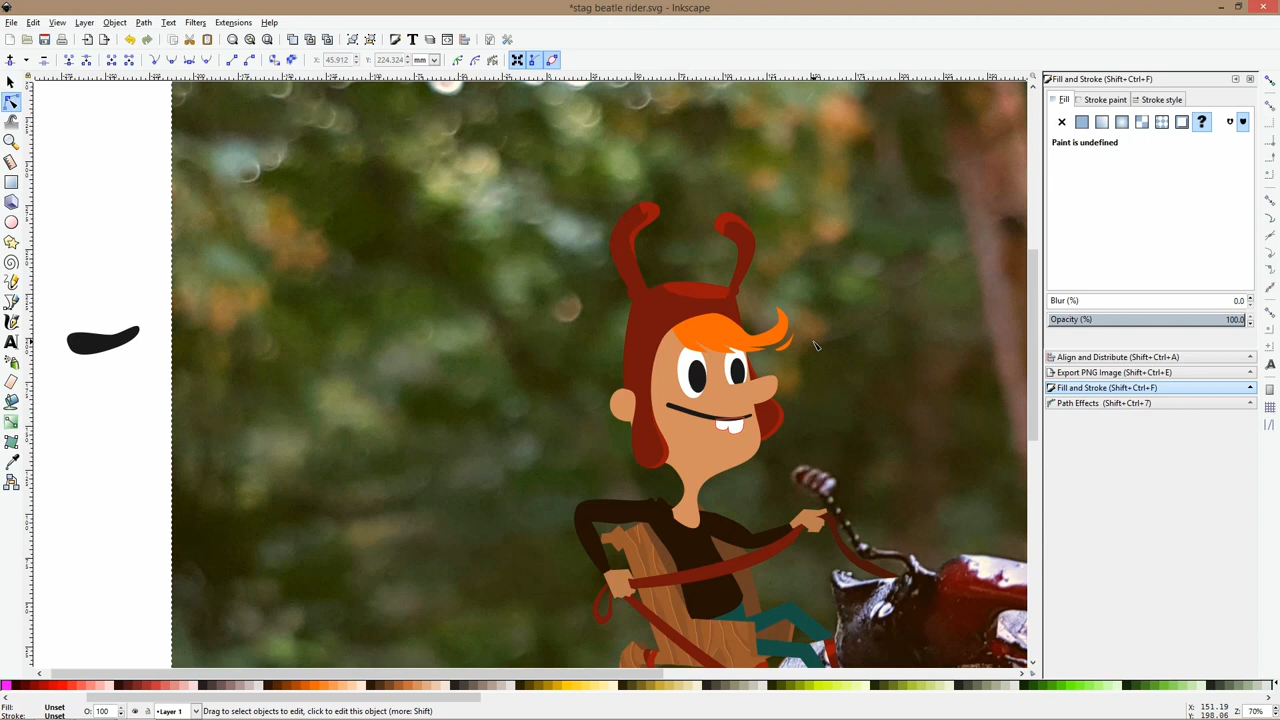 *stag beatle rider.svg - Inkscape
File Edit View Layer Object Path Text Filters Extensions Help
X: 45.912 Y: 224.324 mm
Fill and Stroke (Shift+Ctrl+F)
Fill Stroke paint Stroke style
Paint is undefined
Blur (%) 0.0
Opacity (%) 100.0
Align and Distribute (Shift+Ctrl+A)
Export PNG Image (Shift+Ctrl+E)
Fill and Stroke (Shift+Ctrl+F)
Path Effects (Shift+Ctrl+7)
Fill: Unset
Stroke: Unset
O: 100
•Layer 1
Drag to select objects to edit, click to edit this object (more: Shift)
X: 151.19
Y: 198.06
Z: 70%